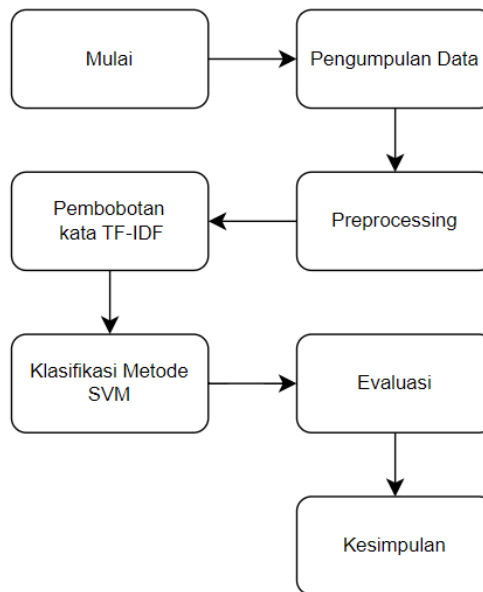 Mulai
Pengumpulan Data
Preprocessing
Pembobotan
kata TF-IDF
Klasifikasi Metode
SVM
Evaluasi
Kesimpulan